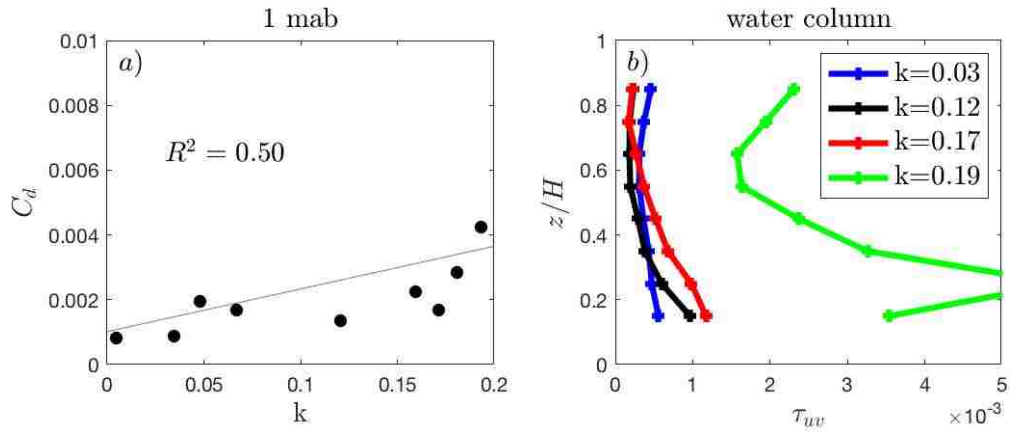 1 mab
a)
R² = 0.50
C_d
0.01
0.008
0.006
0.004
0.002
0
0 0.05 0.1 0.15 0.2
k
water column
b)
k=0.03
k=0.12
k=0.17
k=0.19
z/H
1
0.8
0.6
0.4
0.2
0
0 1 2 3 4 5
τ_uv
×10⁻³